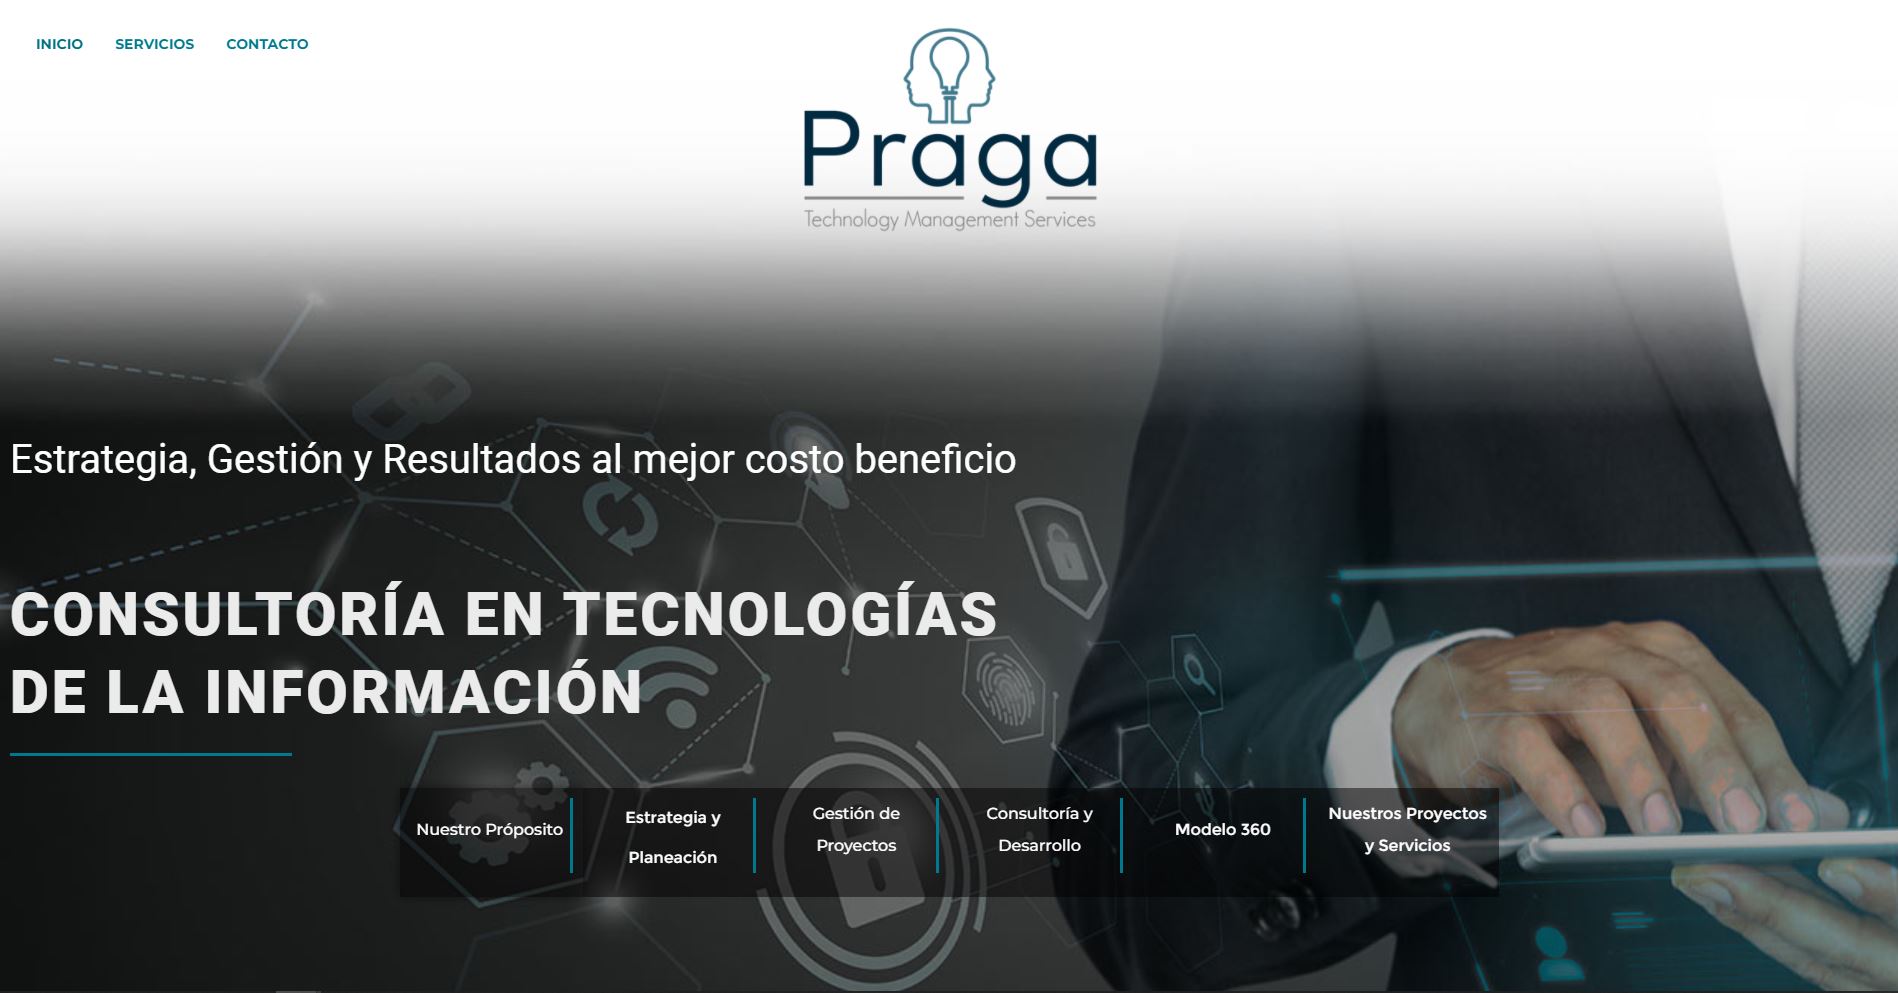 INICIO SERVICIOS CONTACTO
Praga
Technology Management Services
Estrategia, Gestión y Resultados al mejor costo beneficio
CONSULTORÍA EN TECNOLOGÍAS
DE LA INFORMACIÓN
Nuestro Próposito
Estrategia y
Planeación
Gestión de
Proyectos
Consultoría y
Desarrollo
Modelo 360
Nuestros Proyectos
y Servicios